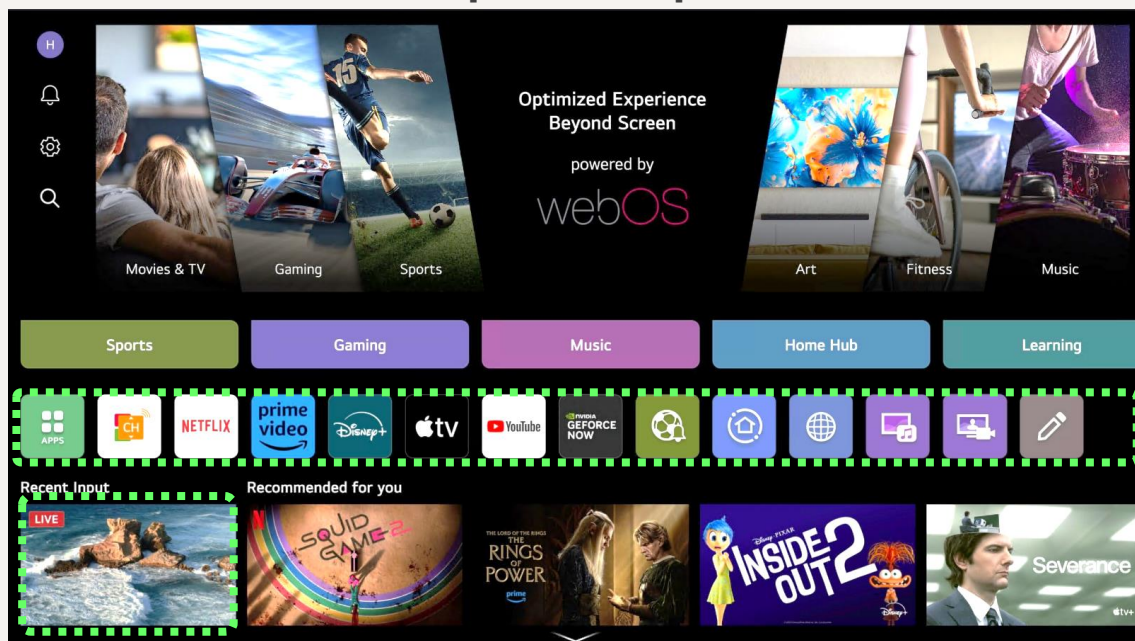 H
Optimized Experience
Beyond Screen
powered by
webOS
15
Movies & TV
Gaming
Sports
Art
Fitness
Music
Sports
Gaming
Music
Home Hub
Learning
APPS
CH
NETFLIX
prime
video
Disney+
tv
YouTube
NVIDIA
GEFORCE
NOW
Recent Input
Recommended for you
LIVE
N
SQUID
GAME 2
THE LORD OF THE RINGS
THE
RINGS
OF
POWER
prime
Disney PIXAR
INSIDE
OUT 2
Disney+
Severance
tv+